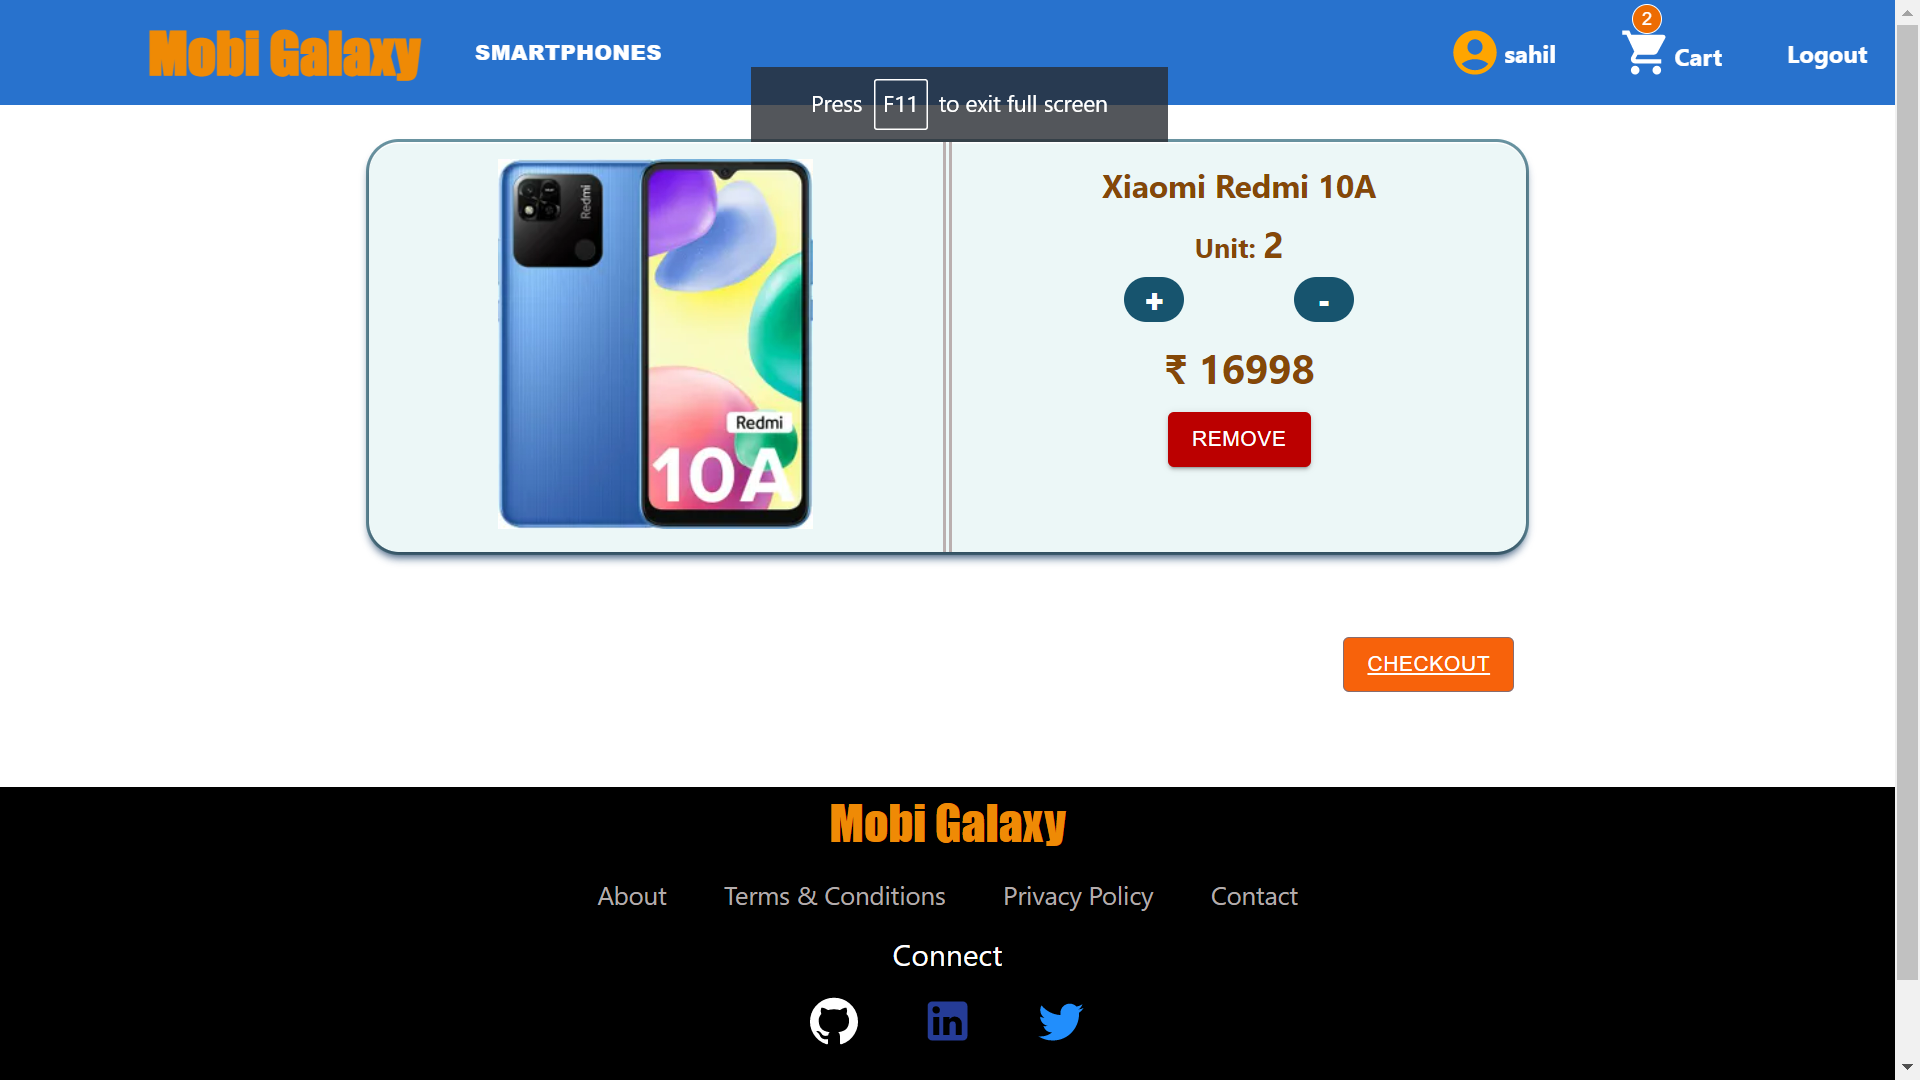 Mobi Galaxy
SMARTPHONES
sahil
2
Cart
Logout
Press F11 to exit full screen
Redmi
Redmi
10A
Xiaomi Redmi 10A
Unit: 2
+ -
₹ 16998
REMOVE
CHECKOUT
Mobi Galaxy
About Terms & Conditions Privacy Policy Contact
Connect
in